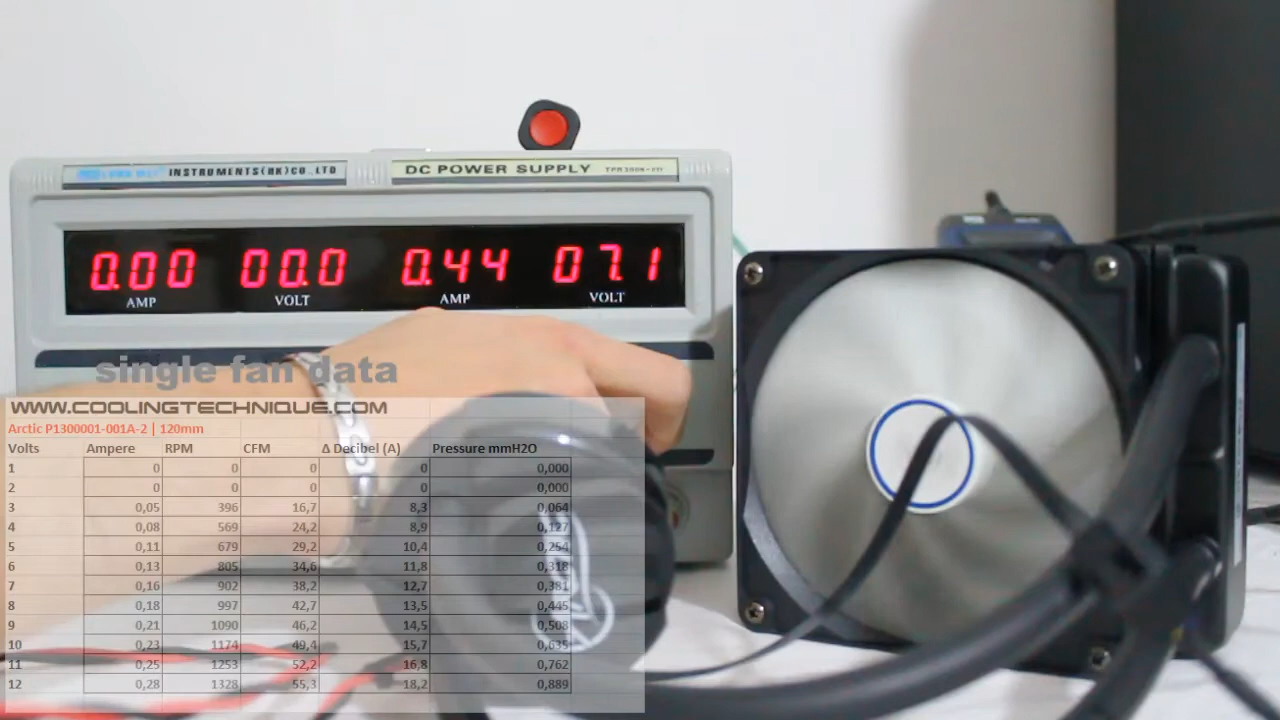 INSTRUMENTS(HK)CO.,LTD
DC POWER SUPPLY
0.00 00.0 0.44 07.1
AMP VOLT AMP VOLT
single fan data
WWW.COOLINGTECHNIQUE.COM
Arctic P1300001-001A-2 | 120mm
Volts Ampere RPM CFM Δ Decibel (A) Pressure mmH2O
1 0 0 0 0 0,000
2 0 0 0 0 0,000
3 0,05 396 16,7 8,3 0,064
4 0,08 569 24,2 8,9 0,127
5 0,11 679 29,2 10,4 0,254
6 0,13 805 34,6 11,8 0,318
7 0,16 902 38,2 12,7 0,381
8 0,18 997 42,7 13,5 0,445
9 0,21 1090 46,2 14,5 0,508
10 0,23 1174 49,4 15,7 0,635
11 0,25 1253 52,2 16,8 0,762
12 0,28 1328 55,3 18,2 0,889